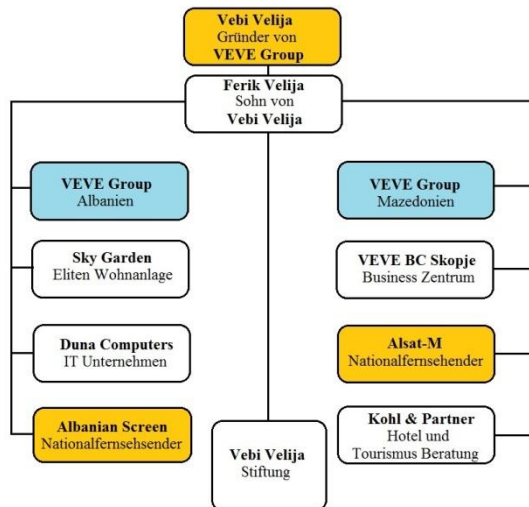 Vebi Velija
Gründer von
VEVE Group
Ferik Velija
Sohn von
Vebi Velija
VEVE Group
Albanien
VEVE Group
Mazedonien
Sky Garden
Eliten Wohnanlage
VEVE BC Skopje
Business Zentrum
Duna Computers
IT Unternehmen
Alsat-M
Nationalfernsehender
Albanian Screen
Nationalfernsehsender
Kohl & Partner
Hotel und
Tourismus Beratung
Vebi Velija
Stiftung